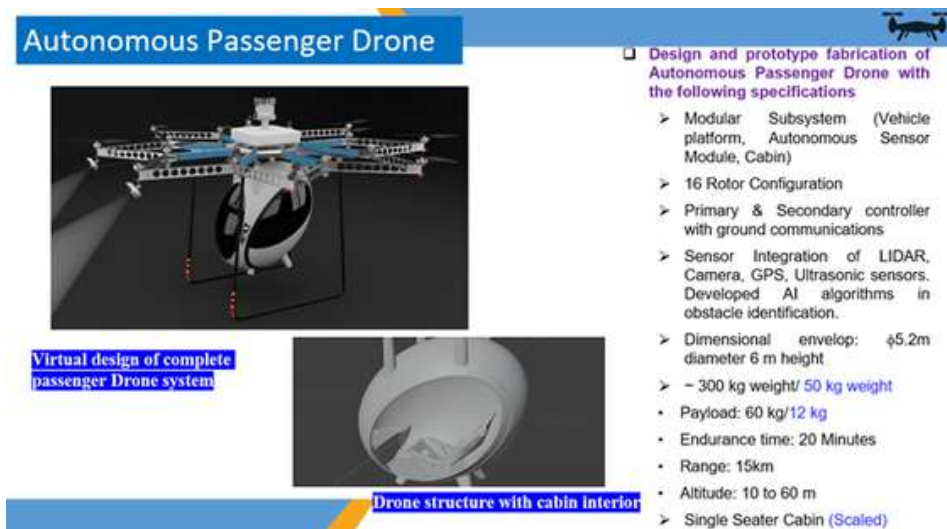 Autonomous Passenger Drone
❑ Design and prototype fabrication of
Autonomous Passenger Drone with
the following specifications
➢ Modular Subsystem (Vehicle
platform, Autonomous Sensor
Module, Cabin)
➢ 16 Rotor Configuration
➢ Primary & Secondary controller
with ground communications
➢ Sensor Integration of LIDAR,
Camera, GPS, Ultrasonic sensors.
Developed AI algorithms in
obstacle identification.
➢ Dimensional envelop: ϕ5.2m
diameter 6 m height
➢ ~ 300 kg weight/ 50 kg weight
• Payload: 60 kg/12 kg
• Endurance time: 20 Minutes
• Range: 15km
• Altitude: 10 to 60 m
➢ Single Seater Cabin (Scaled)
Virtual design of complete
passenger Drone system
Drone structure with cabin interior